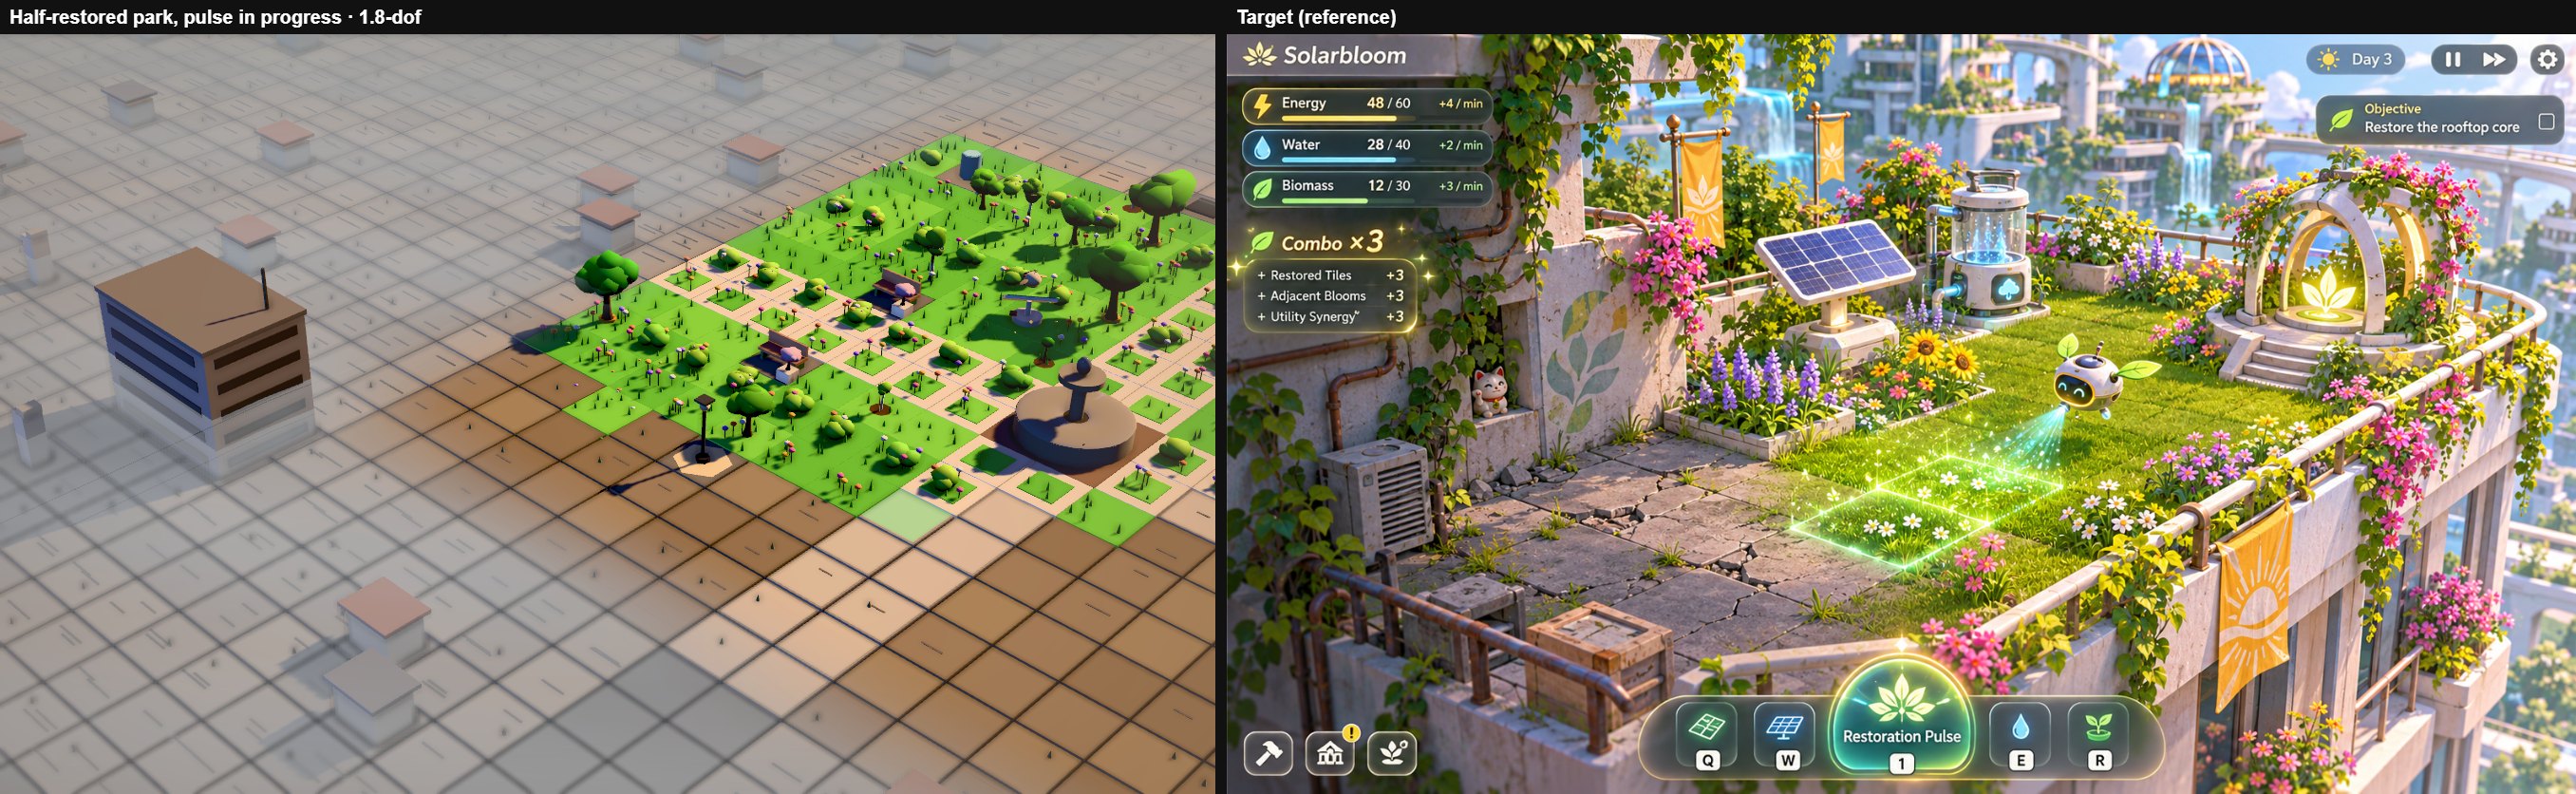 Half-restored park, pulse in progress · 1.8-dof
Target (reference)
Solarbloom
Day 3
Energy 48 / 60 +4 / min
Water 28 / 40 +2 / min
Biomass 12 / 30 +3 / min
Objective
Restore the rooftop core
Combo ×3
+ Restored Tiles +3
+ Adjacent Blooms +3
+ Utility Synergy +3
!
Restoration Pulse
Q W 1 E R